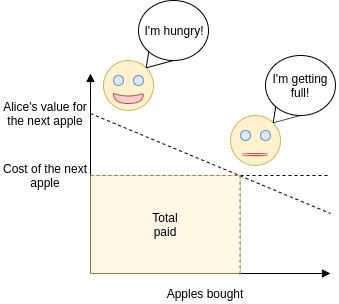 I'm hungry!
I'm getting
full!
Alice's value for
the next apple
Cost of the next
apple
Total
paid
Apples bought